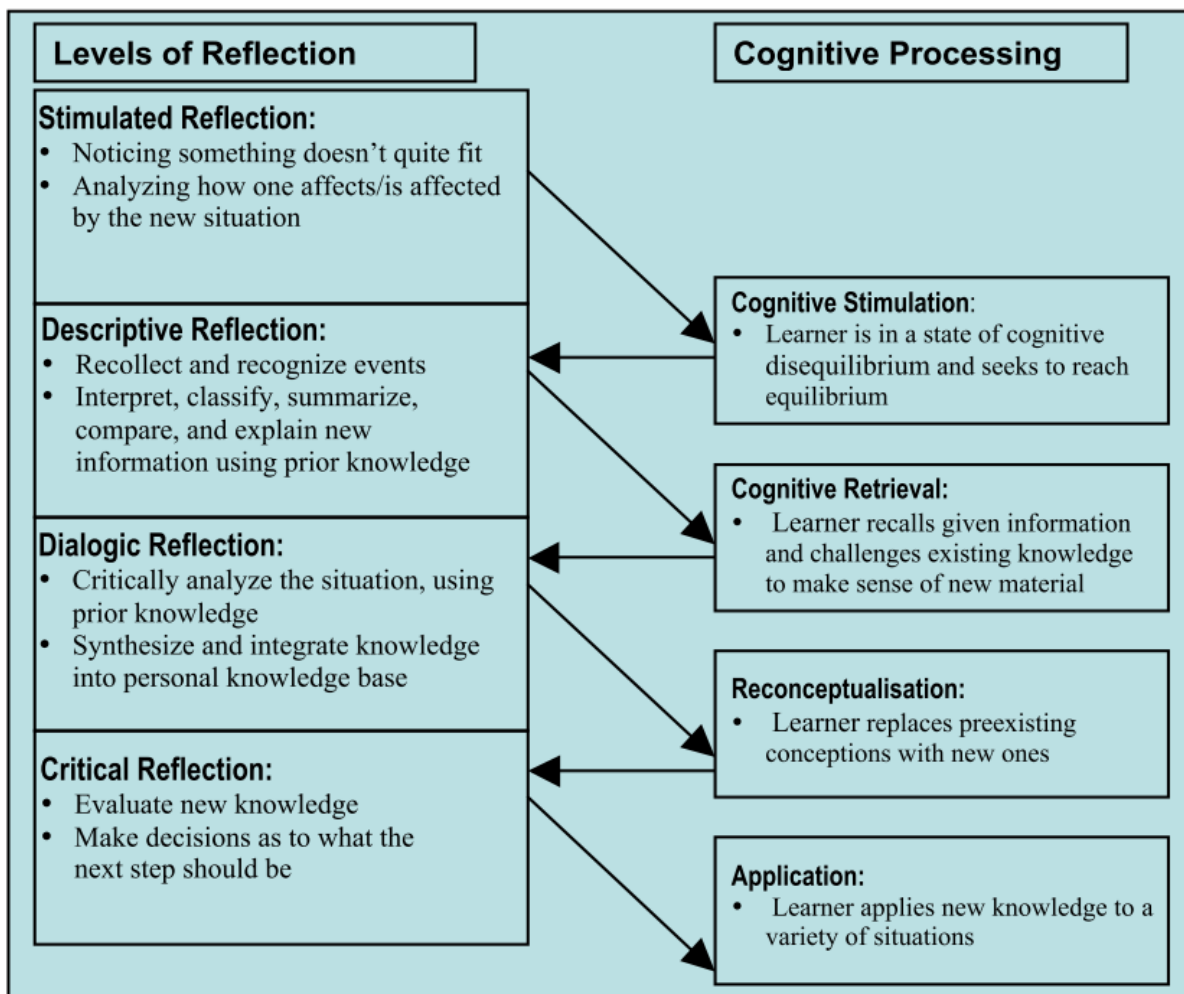 Levels of Reflection
Cognitive Processing
Stimulated Reflection:
• Noticing something doesn’t quite fit
• Analyzing how one affects/is affected
by the new situation
Cognitive Stimulation:
• Learner is in a state of cognitive
disequilibrium and seeks to reach
equilibrium
Descriptive Reflection:
• Recollect and recognize events
• Interpret, classify, summarize,
compare, and explain new
information using prior knowledge
Cognitive Retrieval:
• Learner recalls given information
and challenges existing knowledge
to make sense of new material
Dialogic Reflection:
• Critically analyze the situation, using
prior knowledge
• Synthesize and integrate knowledge
into personal knowledge base
Reconceptualisation:
• Learner replaces preexisting
conceptions with new ones
Critical Reflection:
• Evaluate new knowledge
• Make decisions as to what the
next step should be
Application:
• Learner applies new knowledge to a
variety of situations